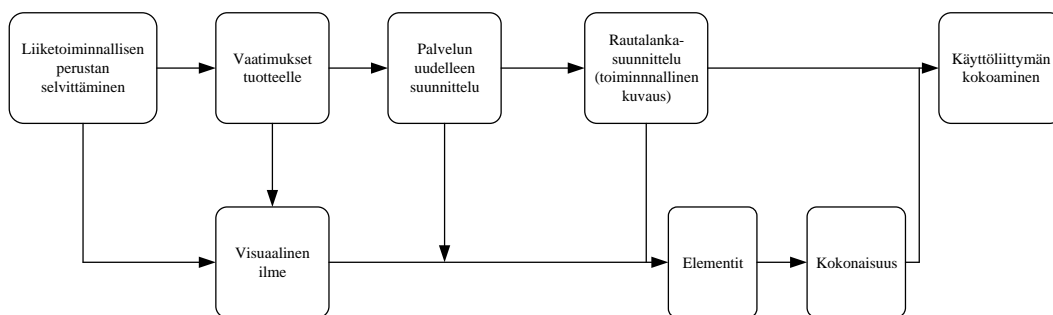 Liiketoiminnallisen
perustan
selvittäminen
Vaatimukset
tuotteelle
Palvelun
uudelleen
suunnittelu
Rautalanka-
suunnittelu
(toiminnnallinen
kuvaus)
Käyttöliittymän
kokoaminen
Visuaalinen
ilme
Elementit
Kokonaisuus